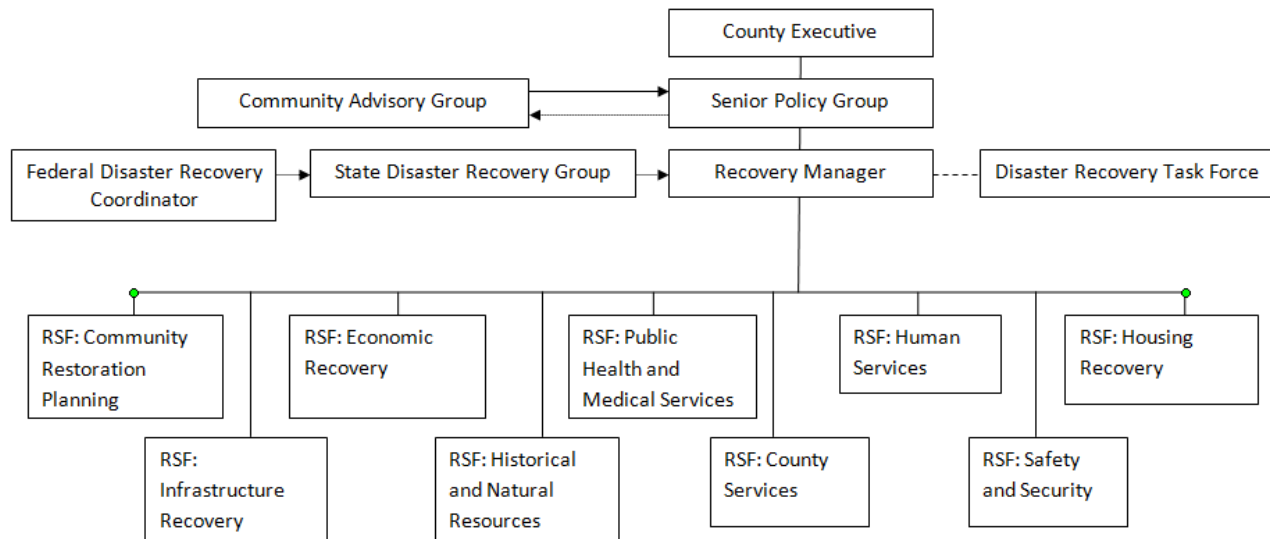 County Executive
Community Advisory Group
Senior Policy Group
Federal Disaster Recovery
Coordinator
State Disaster Recovery Group
Recovery Manager
Disaster Recovery Task Force
RSF: Community
Restoration
Planning
RSF: Economic
Recovery
RSF: Public
Health and
Medical Services
RSF: Human
Services
RSF: Housing
Recovery
RSF:
Infrastructure
Recovery
RSF: Historical
and Natural
Resources
RSF: County
Services
RSF: Safety
and Security